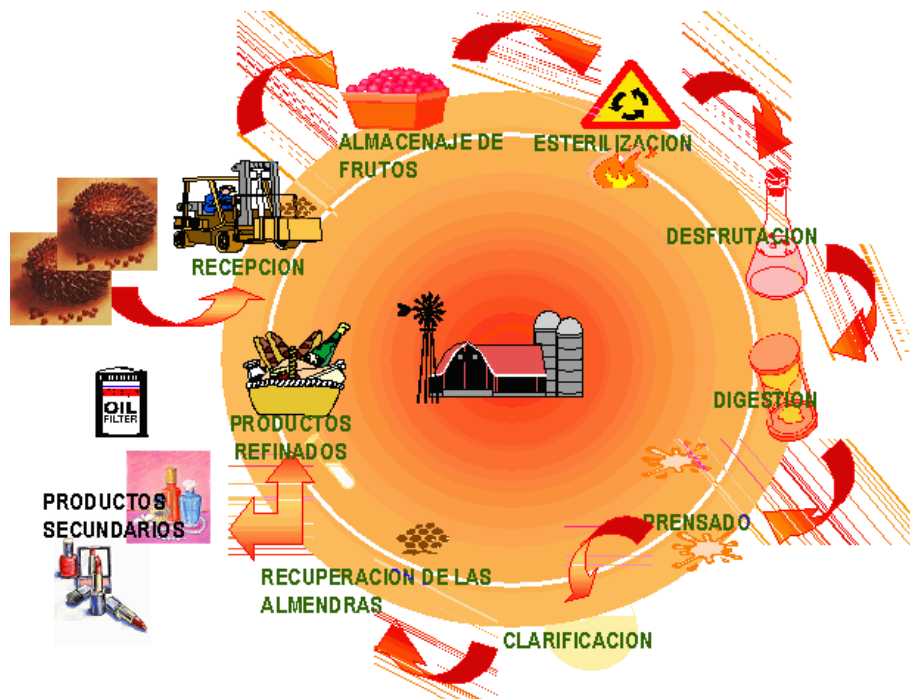 ALMACENAJE DE
FRUTOS
ESTERILIZACION
RECEPCION
DESFRUTACION
DIGESTION
OIL
FILTER
PRODUCTOS
REFINADOS
PRODUCTOS
SECUNDARIOS
PRENSADO
RECUPERACION DE LAS
ALMENDRAS
CLARIFICACION